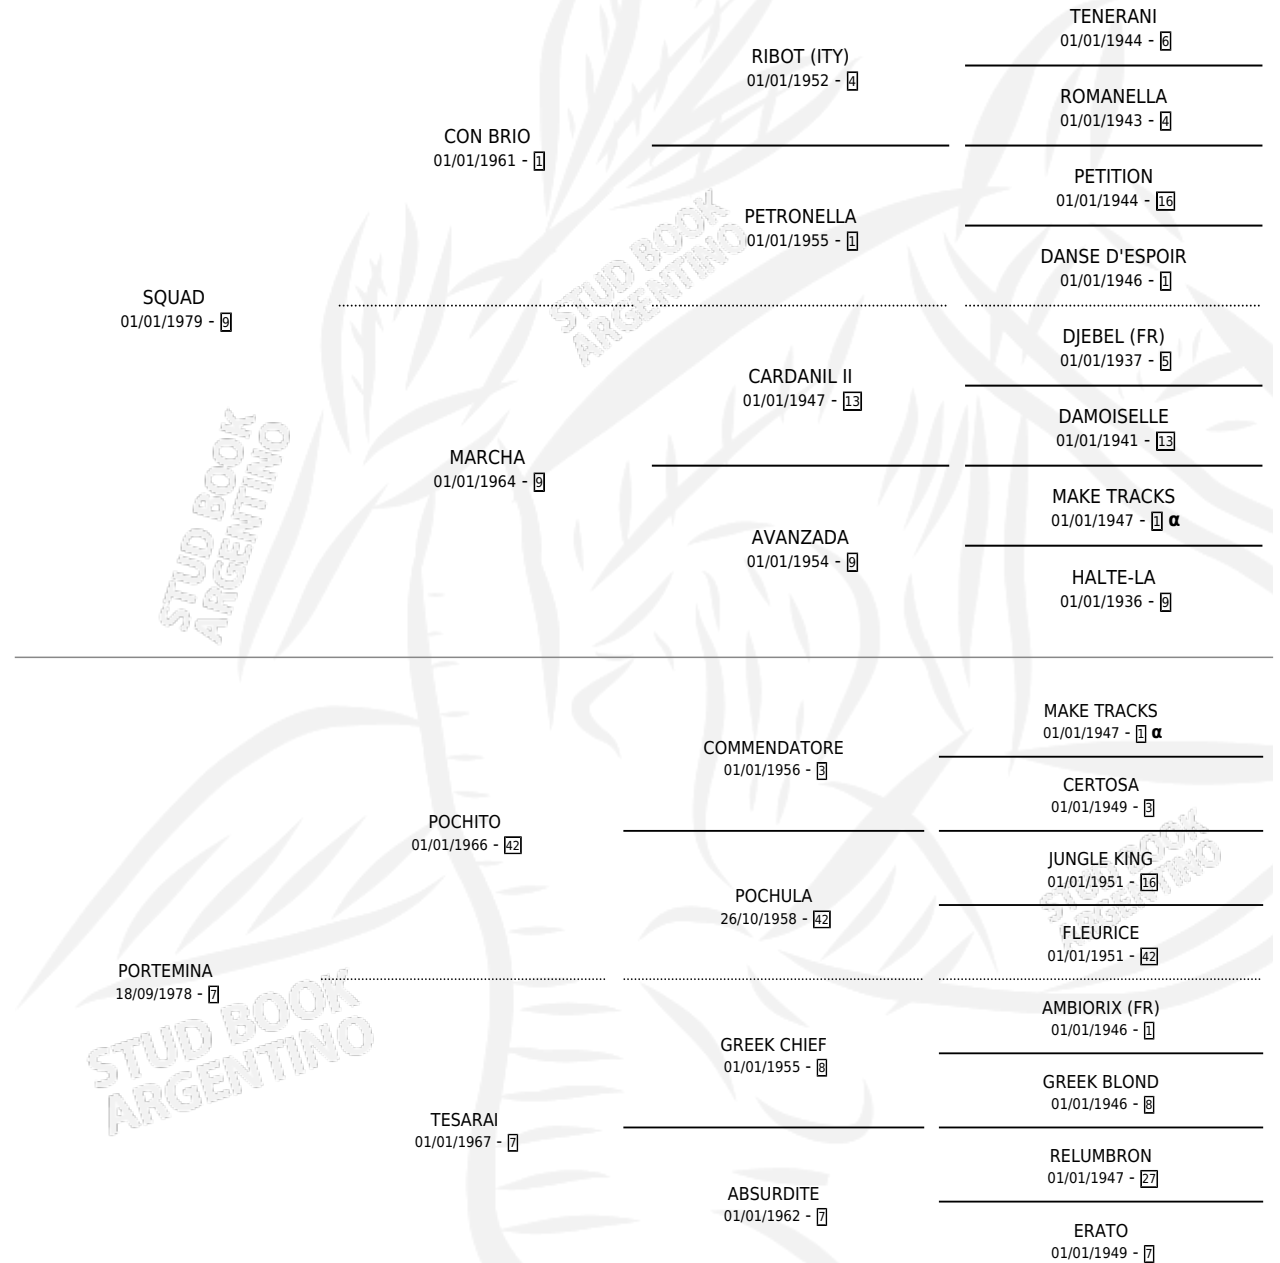 TENERANI
01/01/1944 - 6
RIBOT (ITY)
01/01/1952 - 4
ROMANELLA
01/01/1943 - 4
CON BRIO
01/01/1961 - 1
PETITION
01/01/1944 - 16
PETRONELLA
01/01/1955 - 1
DANSE D'ESPOIR
01/01/1946 - 1
SQUAD
01/01/1979 - 9
DJEBEL (FR)
01/01/1937 - 5
CARDANIL II
01/01/1947 - 13
DAMOISELLE
01/01/1941 - 13
MARCHA
01/01/1964 - 9
MAKE TRACKS
01/01/1947 - 1 α
AVANZADA
01/01/1954 - 9
HALTE-LA
01/01/1936 - 9
MAKE TRACKS
01/01/1947 - 1 α
COMMENDATORE
01/01/1956 - 3
CERTOSA
01/01/1949 - 3
POCHITO
01/01/1966 - 42
JUNGLE KING
01/01/1951 - 16
POCHULA
26/10/1958 - 42
FLEURICE
01/01/1951 - 42
PORTEMINA
18/09/1978 - 7
AMBIORIX (FR)
01/01/1946 - 1
GREEK CHIEF
01/01/1955 - 8
GREEK BLOND
01/01/1946 - 8
TESARAI
01/01/1967 - 7
RELUMBRON
01/01/1947 - 27
ABSURDITE
01/01/1962 - 7
ERATO
01/01/1949 - 7
STUD BOOK
ARGENTINO
STUD BOOK
ARGENTINO
STUD BOOK
ARGENTINO
STUD BOOK
ARGENTINO